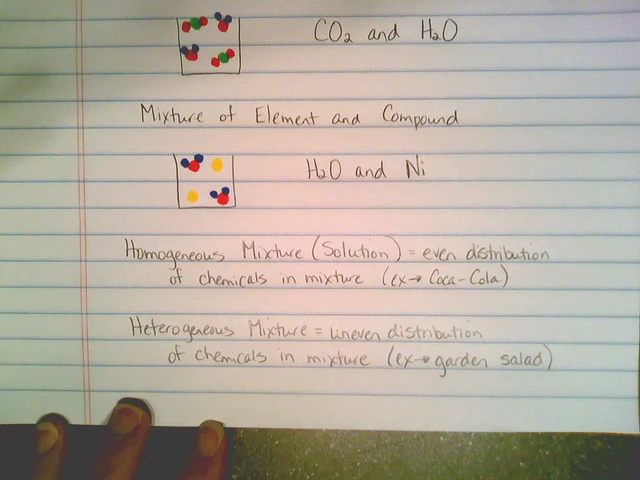 CO₂ and H₂O
Mixture of Element and Compound
H₂O and Ni
Homogeneous Mixture (Solution) = even distribution
of chemicals in mixture (ex→ Coca-Cola)
Heterogeneous Mixture = uneven distribution
of chemicals in mixture (ex→ garden salad)